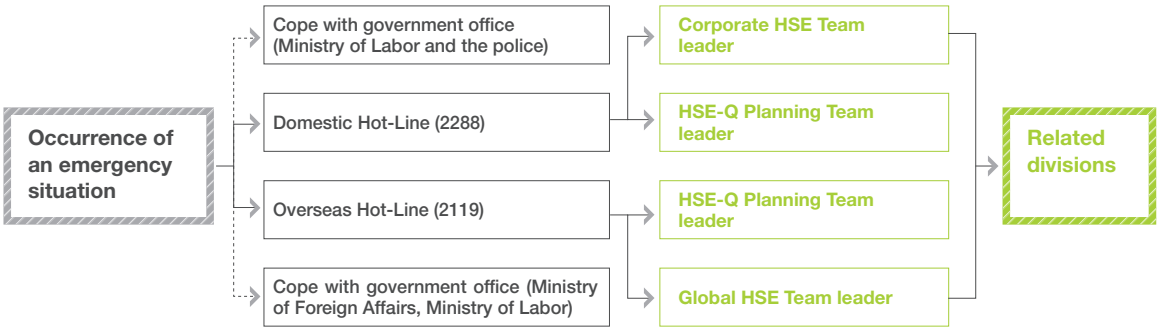 Occurrence of
an emergency
situation
Cope with government office
(Ministry of Labor and the police)
Domestic Hot-Line (2288)
Overseas Hot-Line (2119)
Cope with government office (Ministry
of Foreign Affairs, Ministry of Labor)
Corporate HSE Team
leader
HSE-Q Planning Team
leader
HSE-Q Planning Team
leader
Global HSE Team leader
Related
divisions